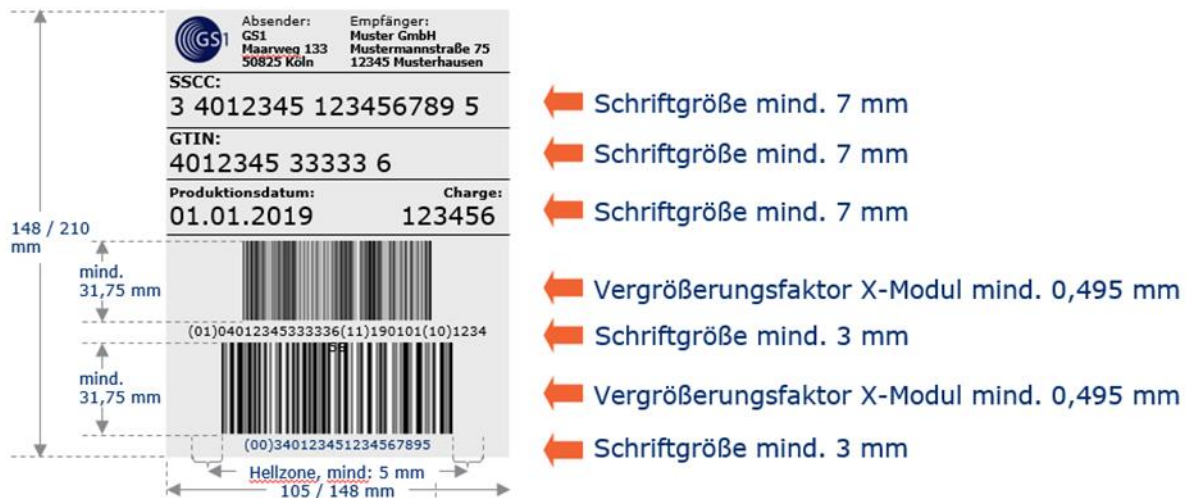 GS1
Absender:
GS1
Maarweg 133
50825 Köln
Empfänger:
Muster GmbH
Mustermannstraße 75
12345 Musterhausen
SSCC:
3 4012345 123456789 5
Schriftgröße mind. 7 mm
GTIN:
4012345 33333 6
Schriftgröße mind. 7 mm
Produktionsdatum: Charge:
01.01.2019 123456
Schriftgröße mind. 7 mm
148 / 210
mm
mind.
31,75 mm
Vergrößerungsfaktor X-Modul mind. 0,495 mm
(01)04012345333336(11)190101(10)1234
56
Schriftgröße mind. 3 mm
mind.
31,75 mm
Vergrößerungsfaktor X-Modul mind. 0,495 mm
(00)340123451234567895
Schriftgröße mind. 3 mm
Hellzone, mind: 5 mm
105 / 148 mm